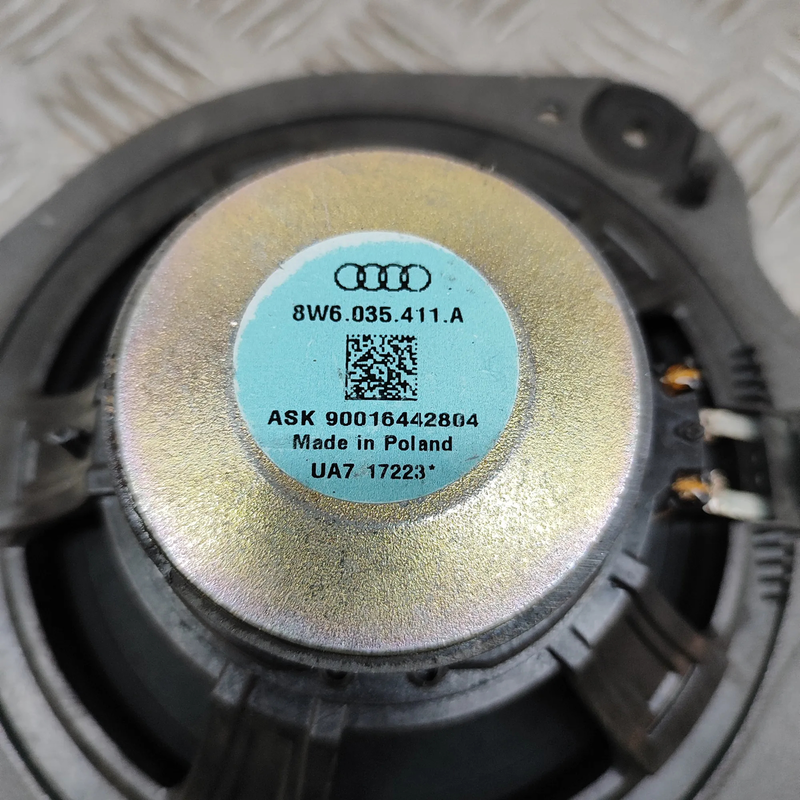 8W6.035.411.A
ASK 90016442804
Made in Poland
UA7 17223*